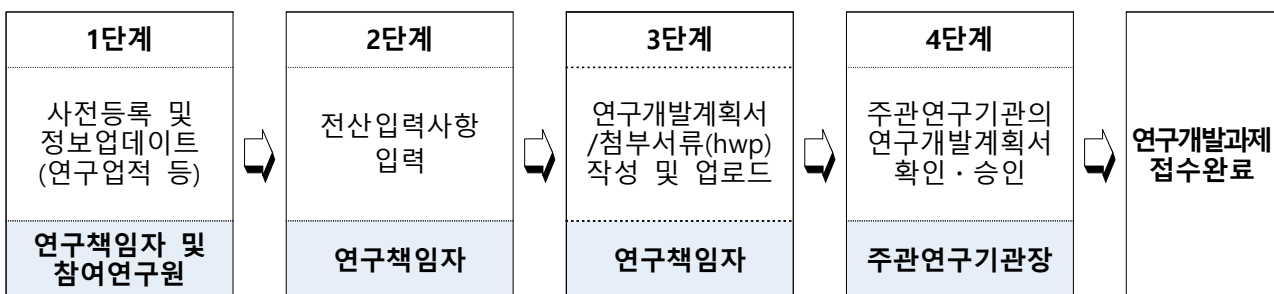 1단계
사전등록 및
정보업데이트
(연구업적 등)
연구책임자 및
참여연구원
2단계
전산입력사항
입력
연구책임자
3단계
연구개발계획서
/첨부서류(hwp)
작성 및 업로드
연구책임자
4단계
주관연구기관의
연구개발계획서
확인・승인
주관연구기관장
연구개발과제
접수완료